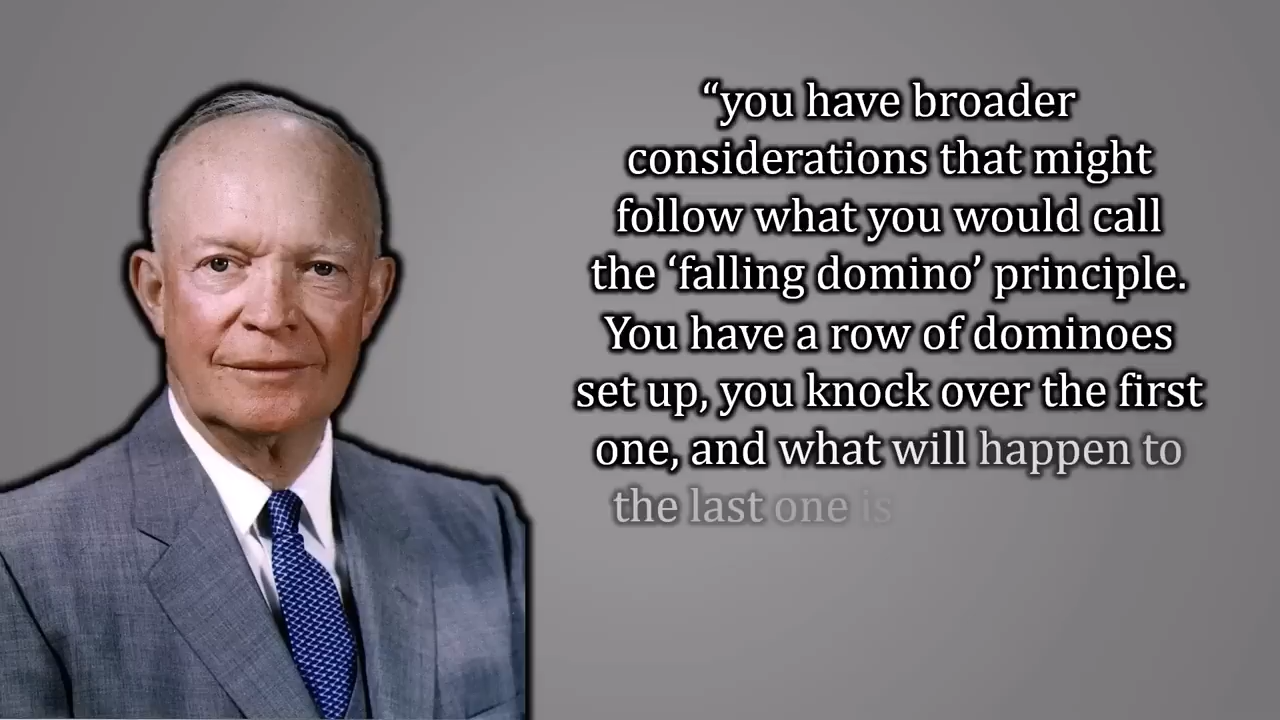 “you have broader
considerations that might
follow what you would call
the ‘falling domino’ principle.
You have a row of dominoes
set up, you knock over the first
one, and what will happen to
the last one is